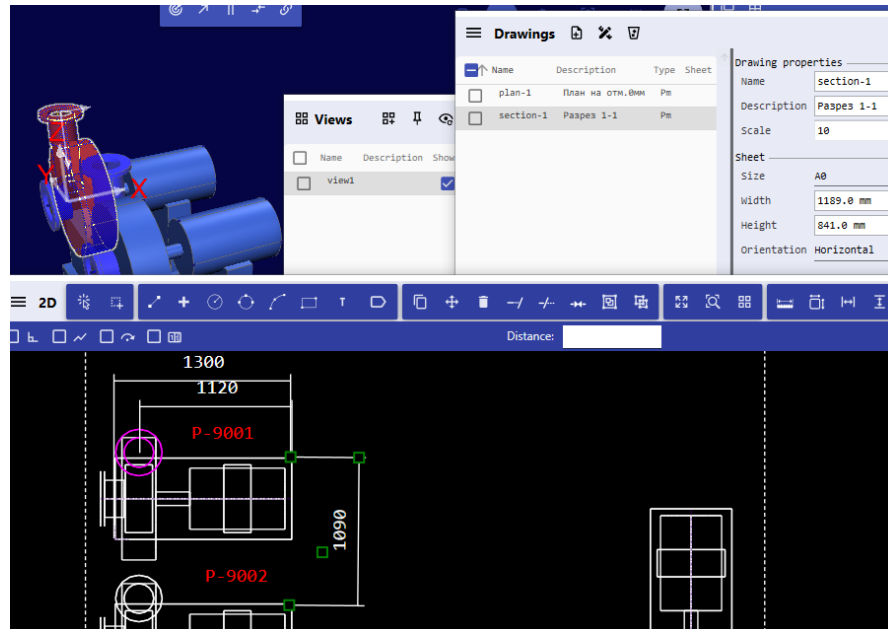 Drawings
Name Description Type Sheet
plan-1 План на отм.0мм Pm
section-1 Разрез 1-1 Pm
Drawing properties
Name section-1
Description Разрез 1-1
Scale 10
Sheet
Size A0
Width 1189.0 mm
Height 841.0 mm
Orientation Horizontal
Views
Name Description Show
view1
Z
Y
X
2D
T
Distance:
1300
1120
P-9001
1090
P-9002